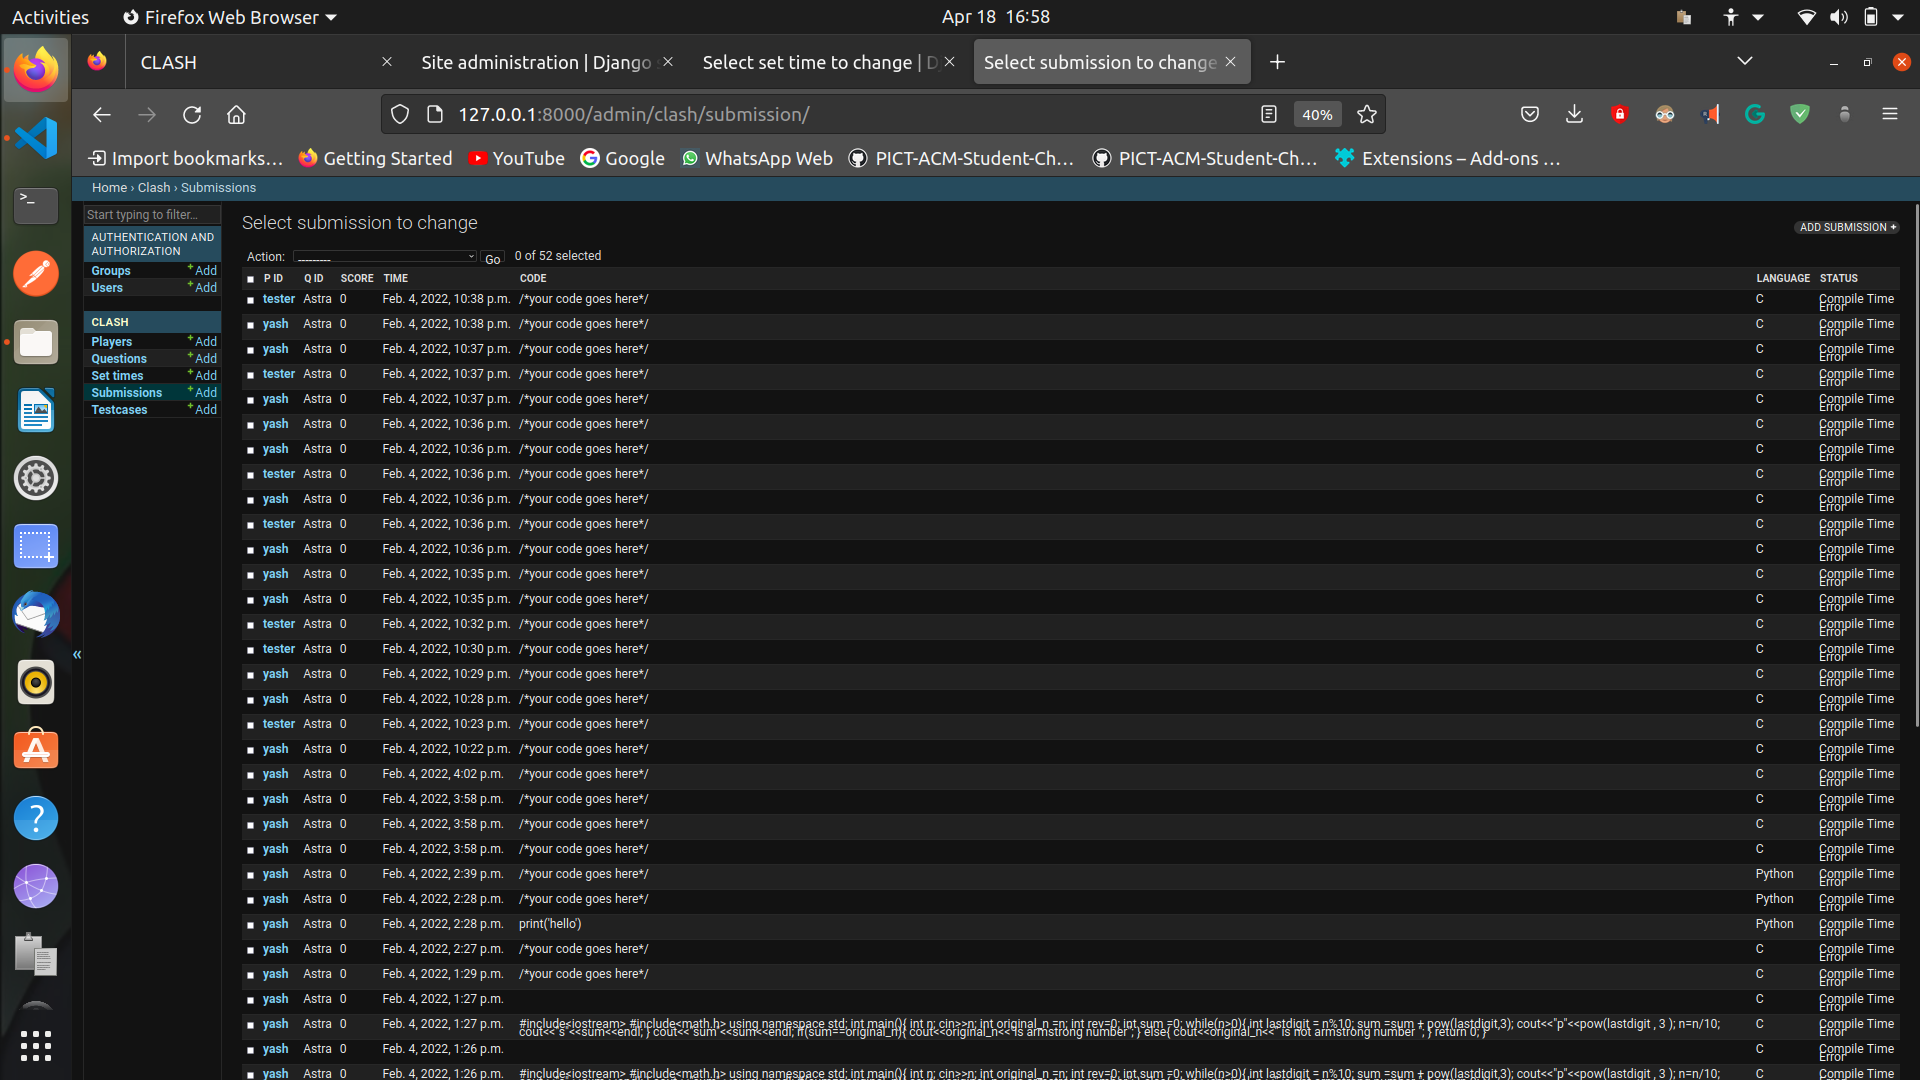 Activities Firefox Web Browser Apr 18 16:58
CLASH Site administration | Django s Select set time to change | D Select submission to change
127.0.0.1:8000/admin/clash/submission/ 40%
Import bookmarks... Getting Started YouTube Google WhatsApp Web PICT-ACM-Student-Ch... PICT-ACM-Student-Ch... Extensions – Add-ons ...
Home › Clash › Submissions
Start typing to filter...
AUTHENTICATION AND
AUTHORIZATION
Groups + Add
Users + Add
CLASH
Players + Add
Questions + Add
Set times + Add
Submissions + Add
Testcases + Add
«
Select submission to change
ADD SUBMISSION +
Action: --------- Go 0 of 52 selected
P ID Q ID SCORE TIME CODE LANGUAGE STATUS
tester Astra 0 Feb. 4, 2022, 10:38 p.m. /*your code goes here*/ C Compile Time Error
yash Astra 0 Feb. 4, 2022, 10:38 p.m. /*your code goes here*/ C Compile Time Error
yash Astra 0 Feb. 4, 2022, 10:37 p.m. /*your code goes here*/ C Compile Time Error
tester Astra 0 Feb. 4, 2022, 10:37 p.m. /*your code goes here*/ C Compile Time Error
yash Astra 0 Feb. 4, 2022, 10:37 p.m. /*your code goes here*/ C Compile Time Error
yash Astra 0 Feb. 4, 2022, 10:36 p.m. /*your code goes here*/ C Compile Time Error
yash Astra 0 Feb. 4, 2022, 10:36 p.m. /*your code goes here*/ C Compile Time Error
tester Astra 0 Feb. 4, 2022, 10:36 p.m. /*your code goes here*/ C Compile Time Error
yash Astra 0 Feb. 4, 2022, 10:36 p.m. /*your code goes here*/ C Compile Time Error
tester Astra 0 Feb. 4, 2022, 10:36 p.m. /*your code goes here*/ C Compile Time Error
yash Astra 0 Feb. 4, 2022, 10:36 p.m. /*your code goes here*/ C Compile Time Error
yash Astra 0 Feb. 4, 2022, 10:35 p.m. /*your code goes here*/ C Compile Time Error
yash Astra 0 Feb. 4, 2022, 10:35 p.m. /*your code goes here*/ C Compile Time Error
tester Astra 0 Feb. 4, 2022, 10:32 p.m. /*your code goes here*/ C Compile Time Error
tester Astra 0 Feb. 4, 2022, 10:30 p.m. /*your code goes here*/ C Compile Time Error
yash Astra 0 Feb. 4, 2022, 10:29 p.m. /*your code goes here*/ C Compile Time Error
yash Astra 0 Feb. 4, 2022, 10:28 p.m. /*your code goes here*/ C Compile Time Error
tester Astra 0 Feb. 4, 2022, 10:23 p.m. /*your code goes here*/ C Compile Time Error
yash Astra 0 Feb. 4, 2022, 10:22 p.m. /*your code goes here*/ C Compile Time Error
yash Astra 0 Feb. 4, 2022, 4:02 p.m. /*your code goes here*/ C Compile Time Error
yash Astra 0 Feb. 4, 2022, 3:58 p.m. /*your code goes here*/ C Compile Time Error
yash Astra 0 Feb. 4, 2022, 3:58 p.m. /*your code goes here*/ C Compile Time Error
yash Astra 0 Feb. 4, 2022, 3:58 p.m. /*your code goes here*/ C Compile Time Error
yash Astra 0 Feb. 4, 2022, 2:39 p.m. /*your code goes here*/ Python Compile Time Error
yash Astra 0 Feb. 4, 2022, 2:28 p.m. /*your code goes here*/ Python Compile Time Error
yash Astra 0 Feb. 4, 2022, 2:28 p.m. print('hello') Python Compile Time Error
yash Astra 0 Feb. 4, 2022, 2:27 p.m. /*your code goes here*/ C Compile Time Error
yash Astra 0 Feb. 4, 2022, 1:29 p.m. /*your code goes here*/ C Compile Time Error
yash Astra 0 Feb. 4, 2022, 1:27 p.m. C Compile Time Error
yash Astra 0 Feb. 4, 2022, 1:27 p.m. #include<iostream> #include<math.h> using namespace std; int main(){ int n; cin>>n; int original_n =n; int rev=0; int sum =0; while(n>0){ int lastdigit = n%10; sum =sum + pow(lastdigit,3); cout<<"p"<<pow(lastdigit , 3 ); n=n/10; C Compile Time Error
cout<<"s"<<sum<<endl; } cout<<"sum"<<sum<<endl; if(sum==original_n){ cout<<original_n<<" is armstrong number"; } else{ cout<<original_n<<" is not armstrong number "; } return 0; }
yash Astra 0 Feb. 4, 2022, 1:26 p.m. C Compile Time Error
yash Astra 0 Feb. 4, 2022, 1:26 p.m. #include<iostream> #include<math.h> using namespace std; int main(){ int n; cin>>n; int original_n =n; int rev=0; int sum =0; while(n>0){ int lastdigit = n%10; sum =sum + pow(lastdigit,3); cout<<"p"<<pow(lastdigit , 3 ); n=n/10; C Compile Time